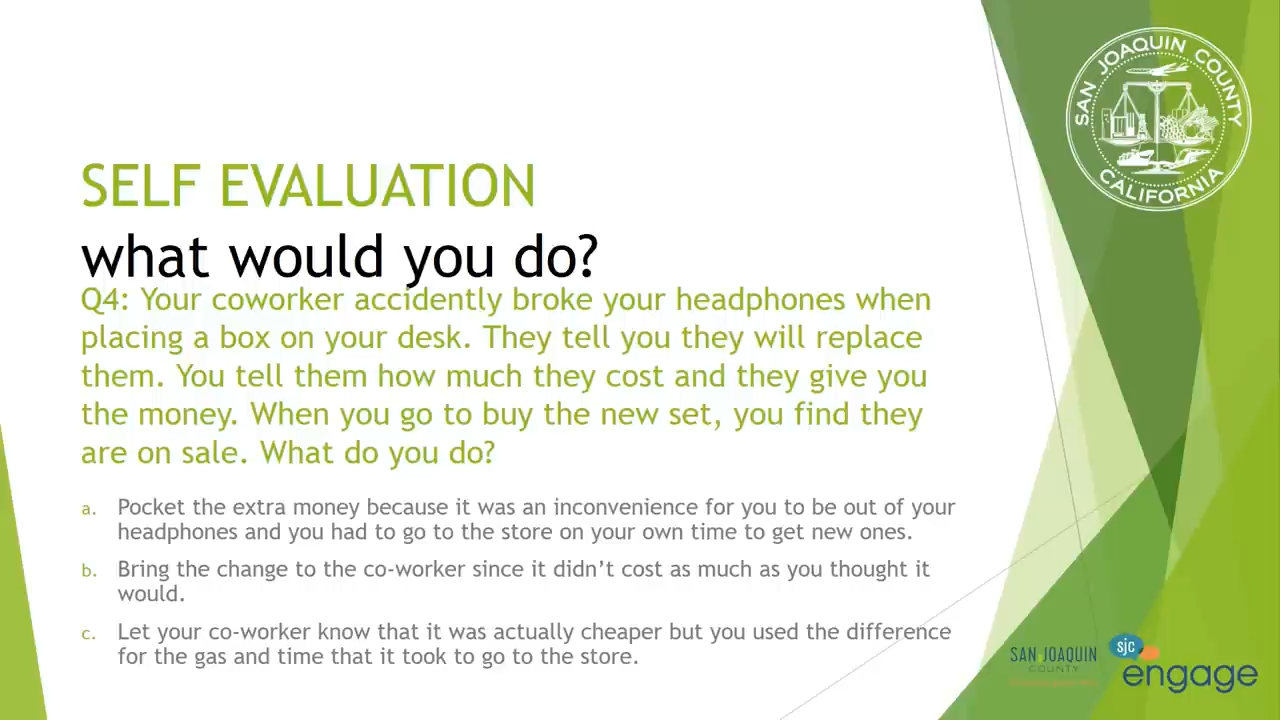 SAN JOAQUIN COUNTY
CALIFORNIA
SELF EVALUATION
what would you do?
Q4: Your coworker accidently broke your headphones when
placing a box on your desk. They tell you they will replace
them. You tell them how much they cost and they give you
the money. When you go to buy the new set, you find they
are on sale. What do you do?
a. Pocket the extra money because it was an inconvenience for you to be out of your
headphones and you had to go to the store on your own time to get new ones.
b. Bring the change to the co-worker since it didn’t cost as much as you thought it
would.
c. Let your co-worker know that it was actually cheaper but you used the difference
for the gas and time that it took to go to the store.
SAN JOAQUIN
COUNTY
sjc
engage